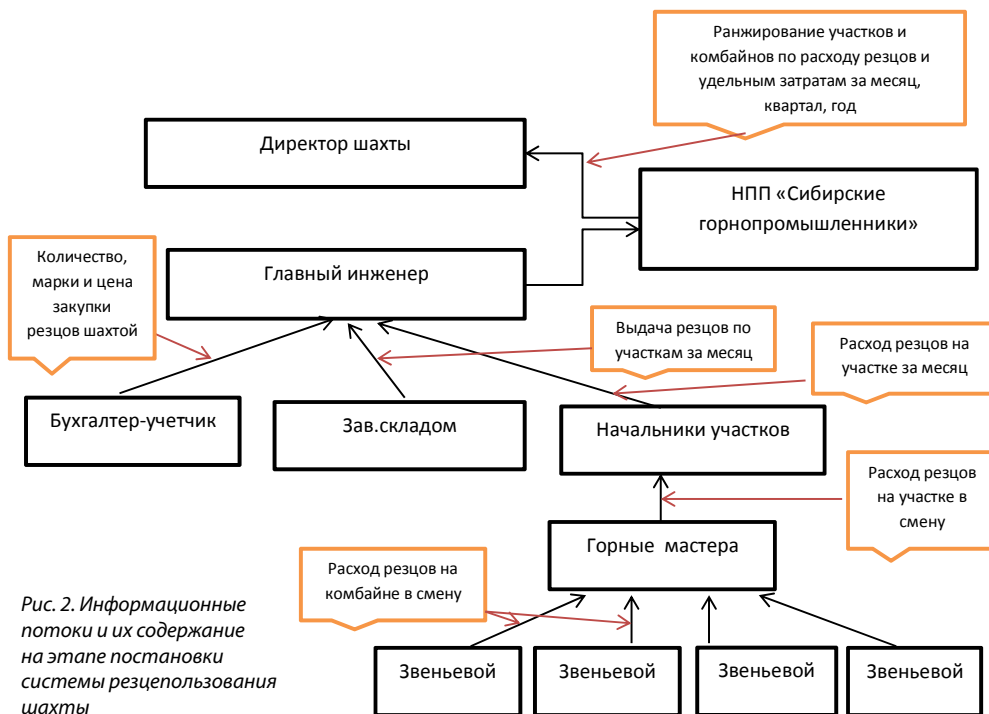 Ранжирование участков и
комбайнов по расходу резцов и
удельным затратам за месяц,
квартал, год
Директор шахты
НПП «Сибирские
горнопромышленники»
Количество,
марки и цена
закупки
резцов шахтой
Главный инженер
Выдача резцов по
участкам за месяц
Расход резцов на
участке за месяц
Бухгалтер-учетчик
Зав.складом
Начальники участков
Расход резцов
на участке в
смену
Горные мастера
Расход резцов на
комбайне в смену
Рис. 2. Информационные
потоки и их содержание
на этапе постановки
системы резцепользования
шахты
Звеньевой
Звеньевой
Звеньевой
Звеньевой